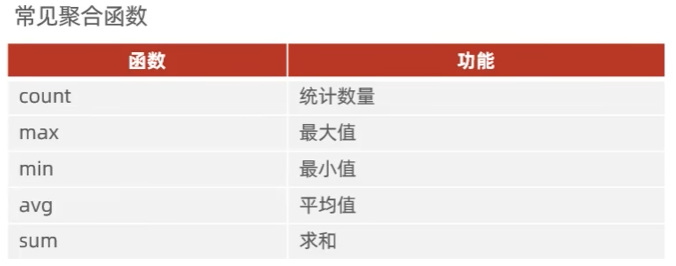 常见聚合函数
函数 功能
count 统计数量
max 最大值
min 最小值
avg 平均值
sum 求和